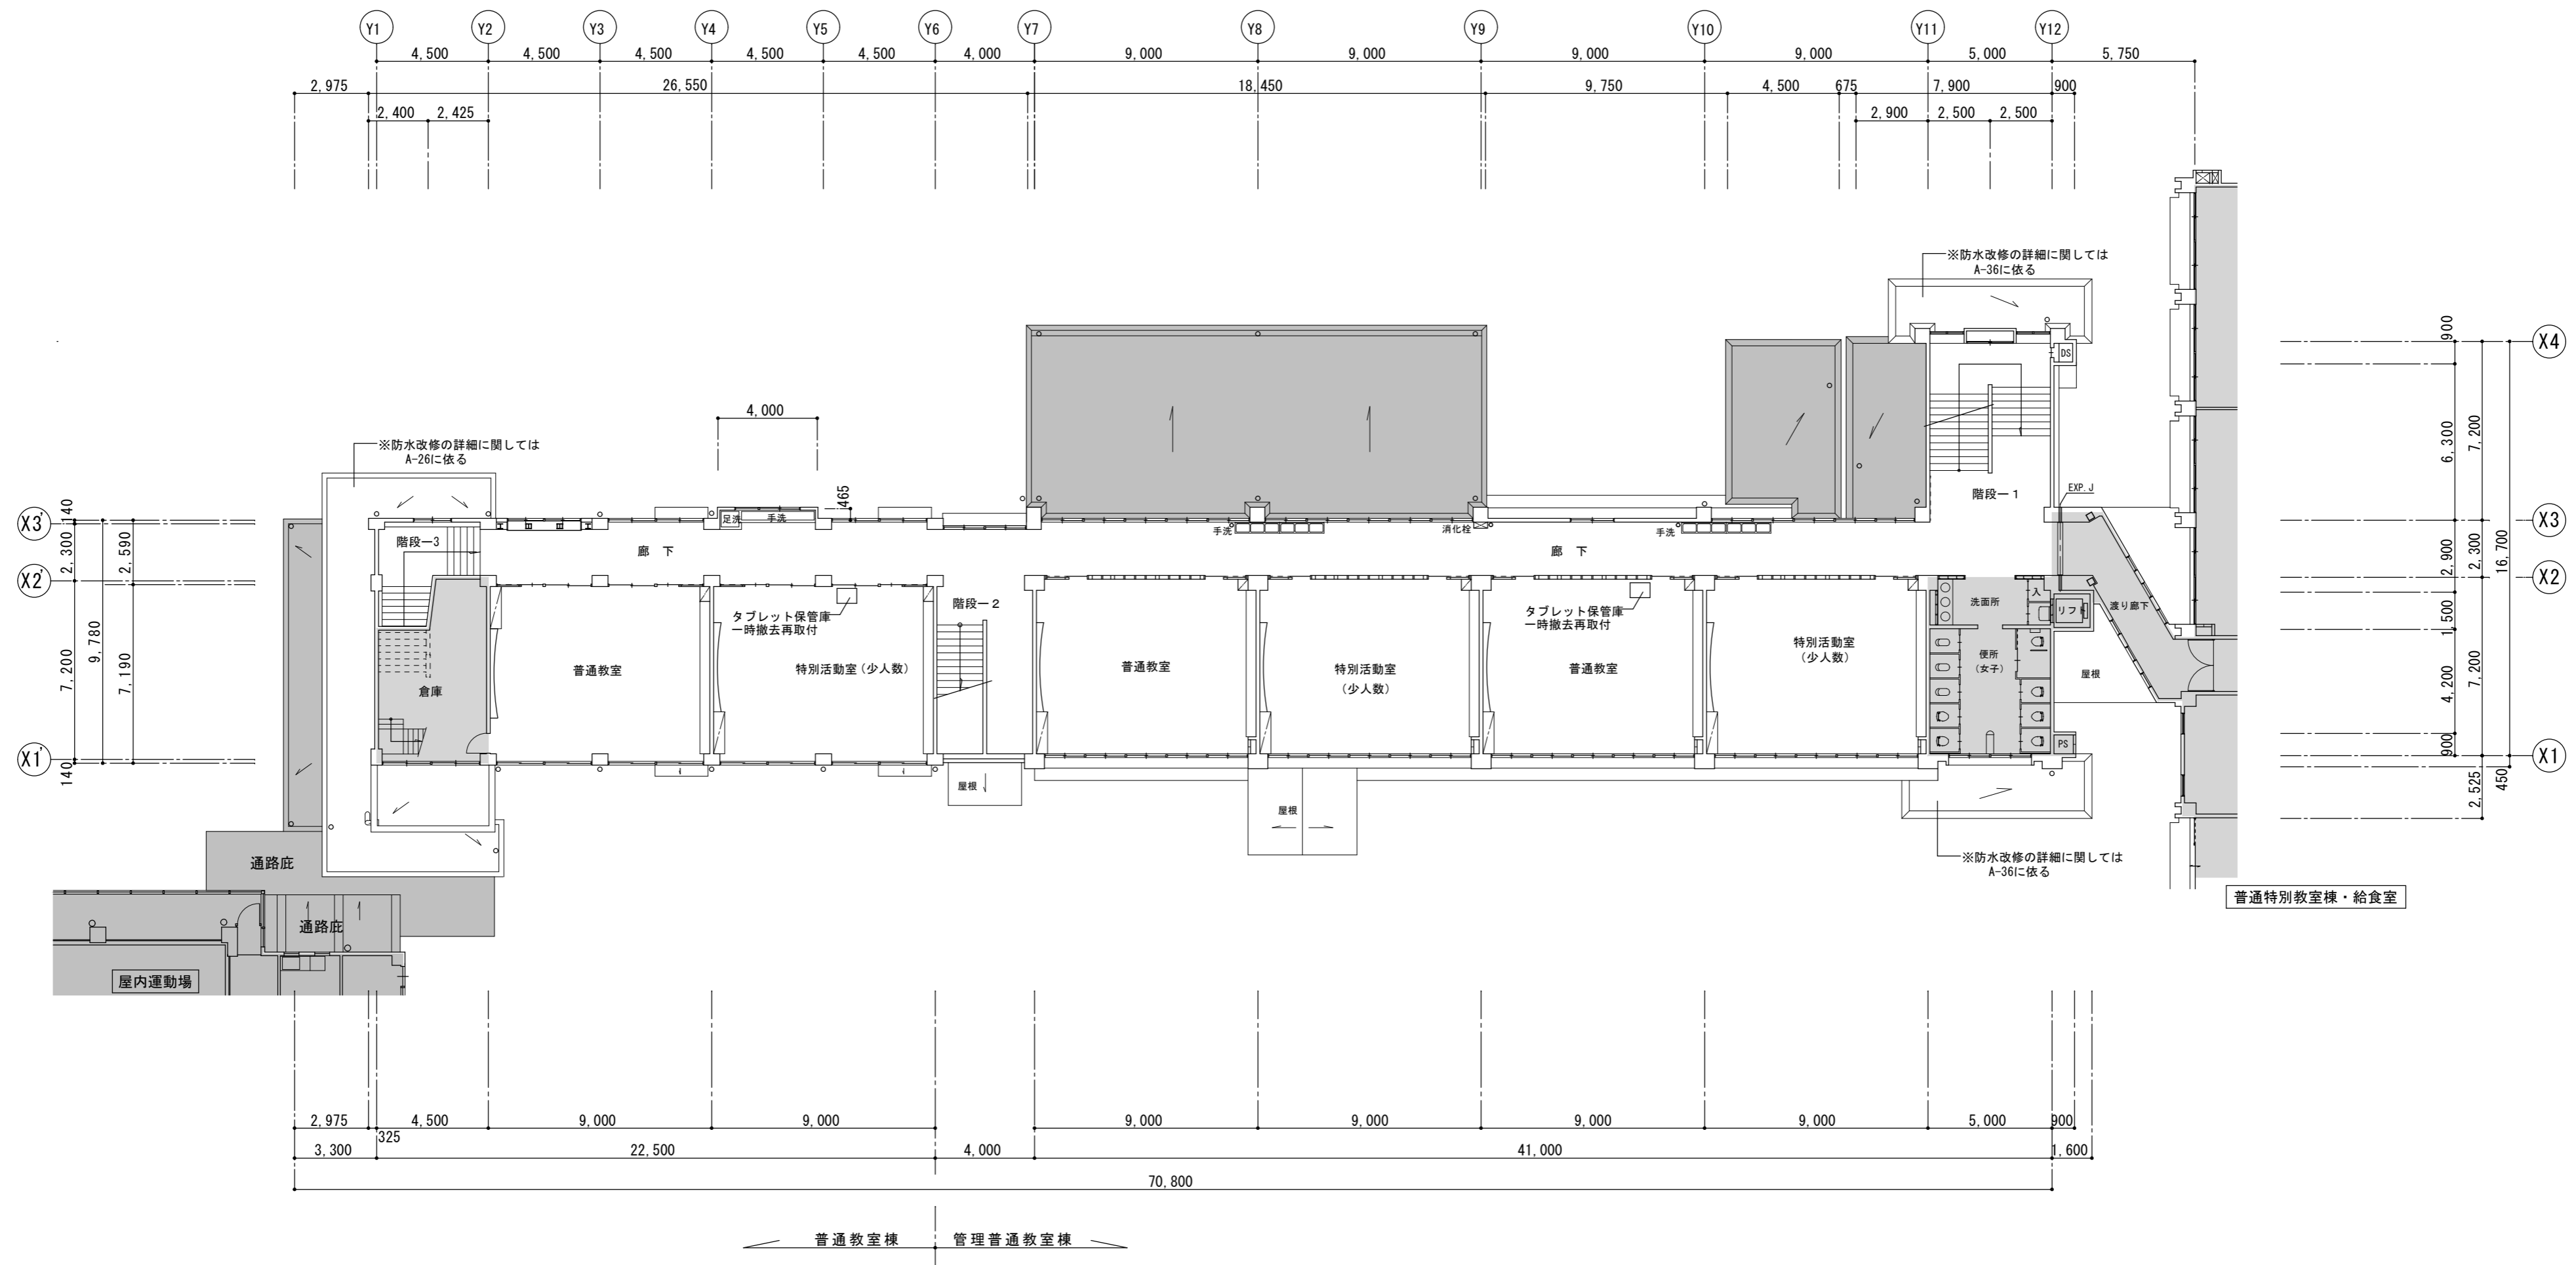 Y1 Y2 Y3 Y4 Y5 Y6 Y7 Y8 Y9 Y10 Y11 Y12
4,500 4,500 4,500 4,500 4,500 4,000 9,000 9,000 9,000 9,000 5,000 5,750
2,975 26,550 18,450 9,750 4,500 675 7,900 900
2,400 2,425 2,900 2,500 2,500
※防水改修の詳細に関しては
A-36に依る
X4
900
DS
6,300
7,200
4,000
※防水改修の詳細に関しては
A-26に依る
465
EXP.J
階段ー1
X3'
140
足洗
手洗
X3
手洗
消化栓
手洗
階段ー3
廊 下
廊 下
2,300
2,590
2,900
2,300
16,700
X2'
X2
タブレット保管庫
一時撤去再取付
階段ー2
タブレット保管庫
一時撤去再取付
洗面所
入
リフト
渡り廊下
1,500
7,200
9,780
7,190
倉庫
普通教室
特別活動室(少人数)
普通教室
特別活動室
(少人数)
普通教室
特別活動室
(少人数)
便所
(女子)
屋根
4,200
7,200
X1'
140
PS
900
X1
屋根
屋根
2,525
450
通路庇
※防水改修の詳細に関しては
A-36に依る
通路庇
普通特別教室棟・給食室
屋内運動場
2,975 4,500 9,000 9,000 9,000 9,000 9,000 9,000 5,000 900
325
3,300 22,500 4,000 41,000 1,600
70,800
普通教室棟 管理普通教室棟